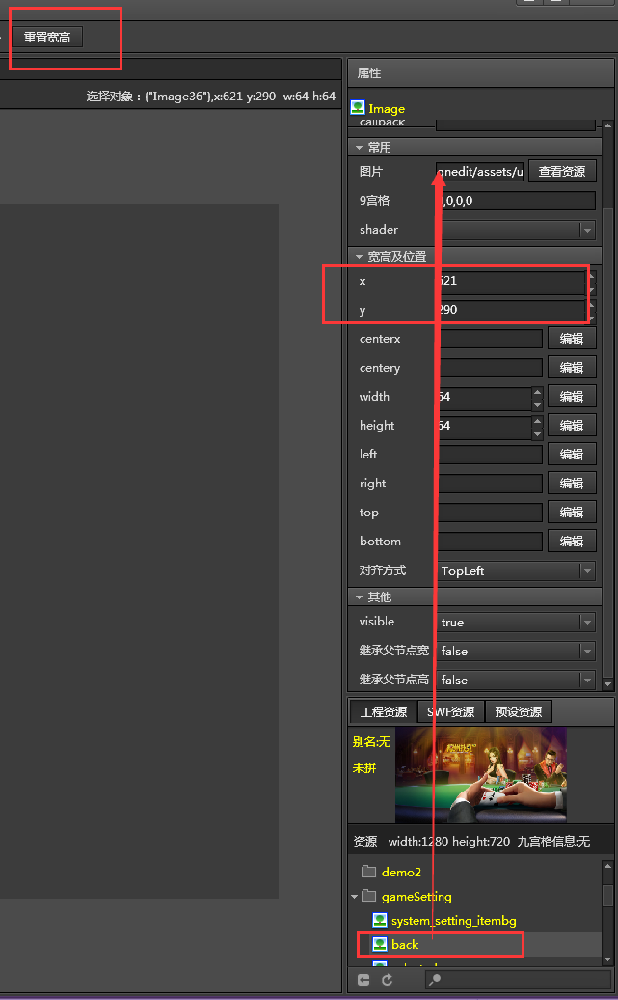 重置宽高
属性
选择对象：{"Image36"},x:621 y:290 w:64 h:64
Image
callback
常用
图片 qnedit/assets/u 查看资源
9宫格 0,0,0,0
shader
宽高及位置
x 621
y 290
centerx 编辑
centery 编辑
width 64 编辑
height 64 编辑
left 编辑
right 编辑
top 编辑
bottom 编辑
对齐方式 TopLeft
其他
visible true
继承父节点宽 false
继承父节点高 false
工程资源 SWF资源 预设资源
别名:无
未拼
资源 width:1280 height:720 九宫格信息:无
demo2
gameSetting
system_setting_itembg
back